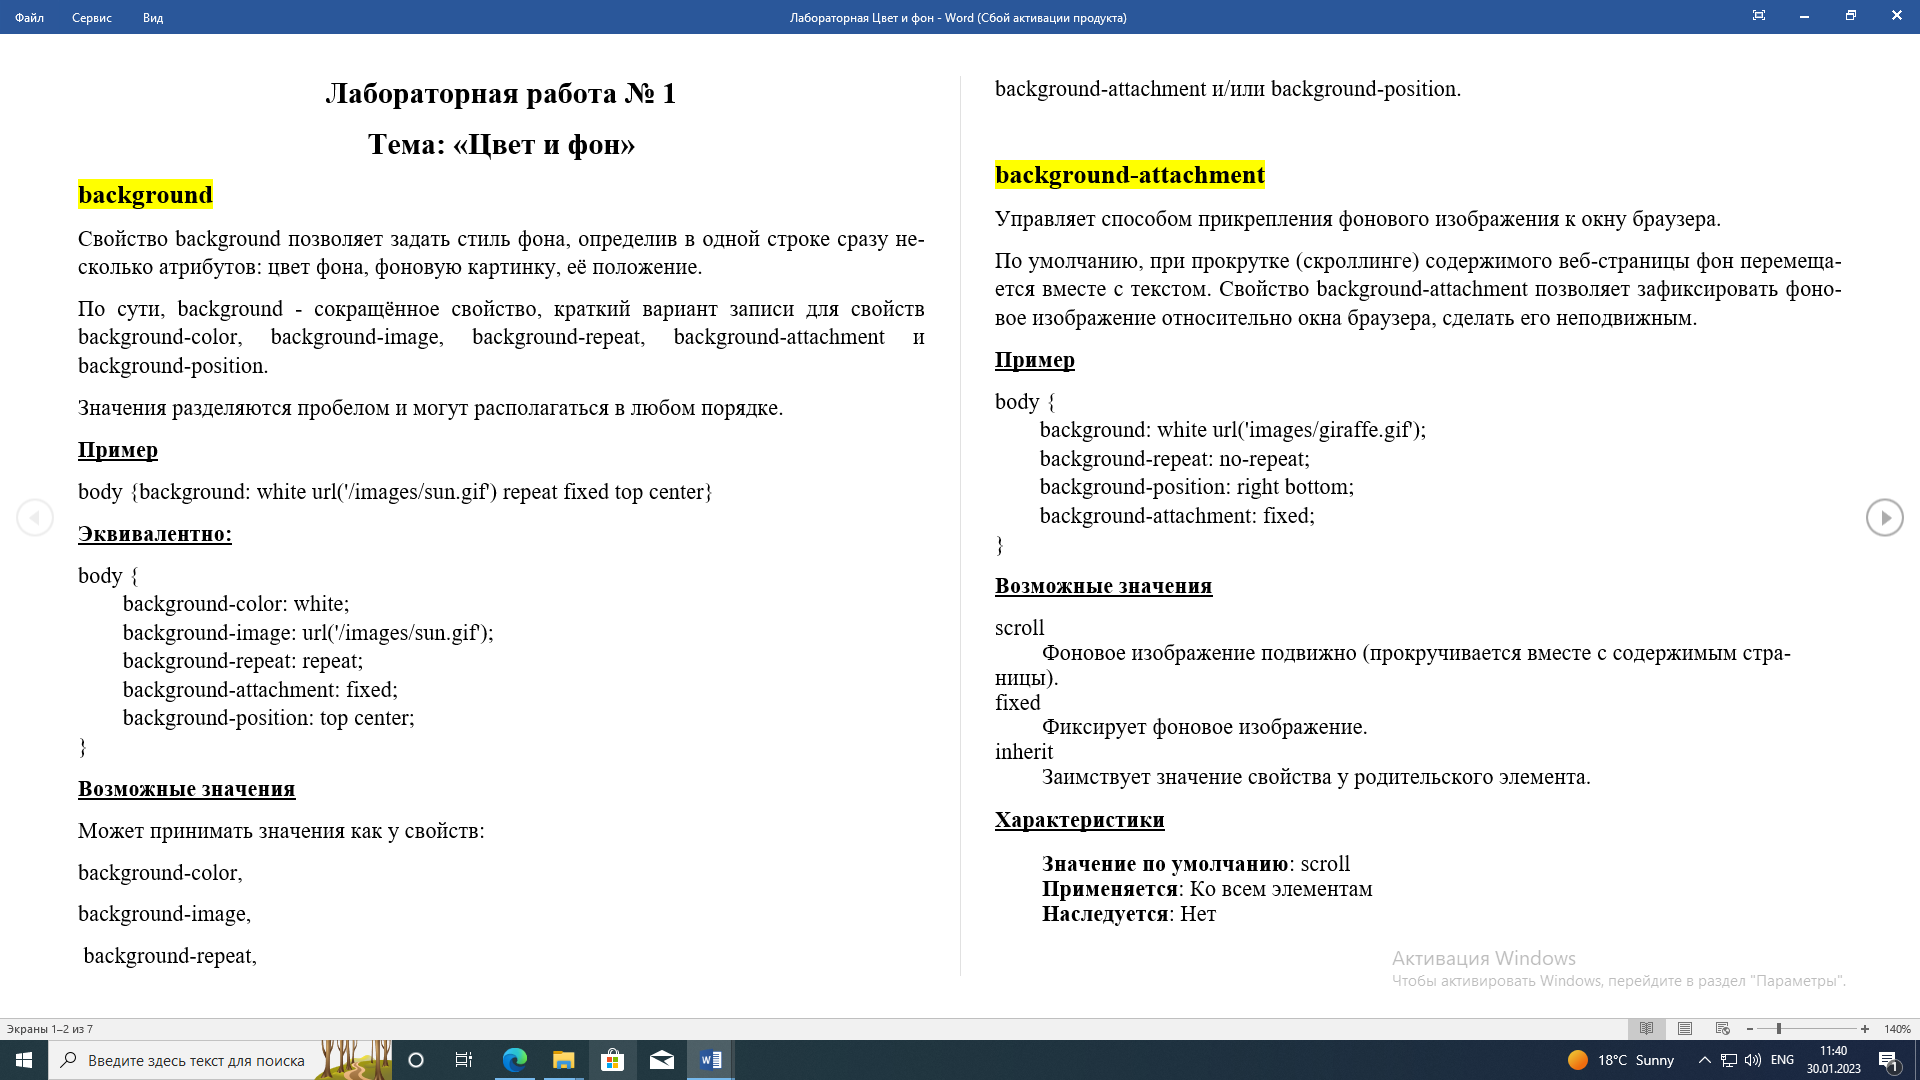 Файл Сервис Вид Лабораторная Цвет и фон - Word (Сбой активации продукта)
Лабораторная работа № 1
Тема: «Цвет и фон»
background
Свойство background позволяет задать стиль фона, определив в одной строке сразу не-
сколько атрибутов: цвет фона, фоновую картинку, её положение.
По сути, background - сокращённое свойство, краткий вариант записи для свойств
background-color, background-image, background-repeat, background-attachment и
background-position.
Значения разделяются пробелом и могут располагаться в любом порядке.
Пример
body {background: white url('/images/sun.gif') repeat fixed top center}
Эквивалентно:
body {
background-color: white;
background-image: url('/images/sun.gif');
background-repeat: repeat;
background-attachment: fixed;
background-position: top center;
}
Возможные значения
Может принимать значения как у свойств:
background-color,
background-image,
background-repeat,
background-attachment и/или background-position.
background-attachment
Управляет способом прикрепления фонового изображения к окну браузера.
По умолчанию, при прокрутке (скроллинге) содержимого веб-страницы фон перемеща-
ется вместе с текстом. Свойство background-attachment позволяет зафиксировать фоно-
вое изображение относительно окна браузера, сделать его неподвижным.
Пример
body {
background: white url('images/giraffe.gif');
background-repeat: no-repeat;
background-position: right bottom;
background-attachment: fixed;
}
Возможные значения
scroll
Фоновое изображение подвижно (прокручивается вместе с содержимым стра-
ницы).
fixed
Фиксирует фоновое изображение.
inherit
Заимствует значение свойства у родительского элемента.
Характеристики
Значение по умолчанию: scroll
Применяется: Ко всем элементам
Наследуется: Нет
Активация Windows
Чтобы активировать Windows, перейдите в раздел "Параметры".
Экраны 1–2 из 7 140%
Введите здесь текст для поиска 18°C Sunny ENG 11:40
30.01.2023 1